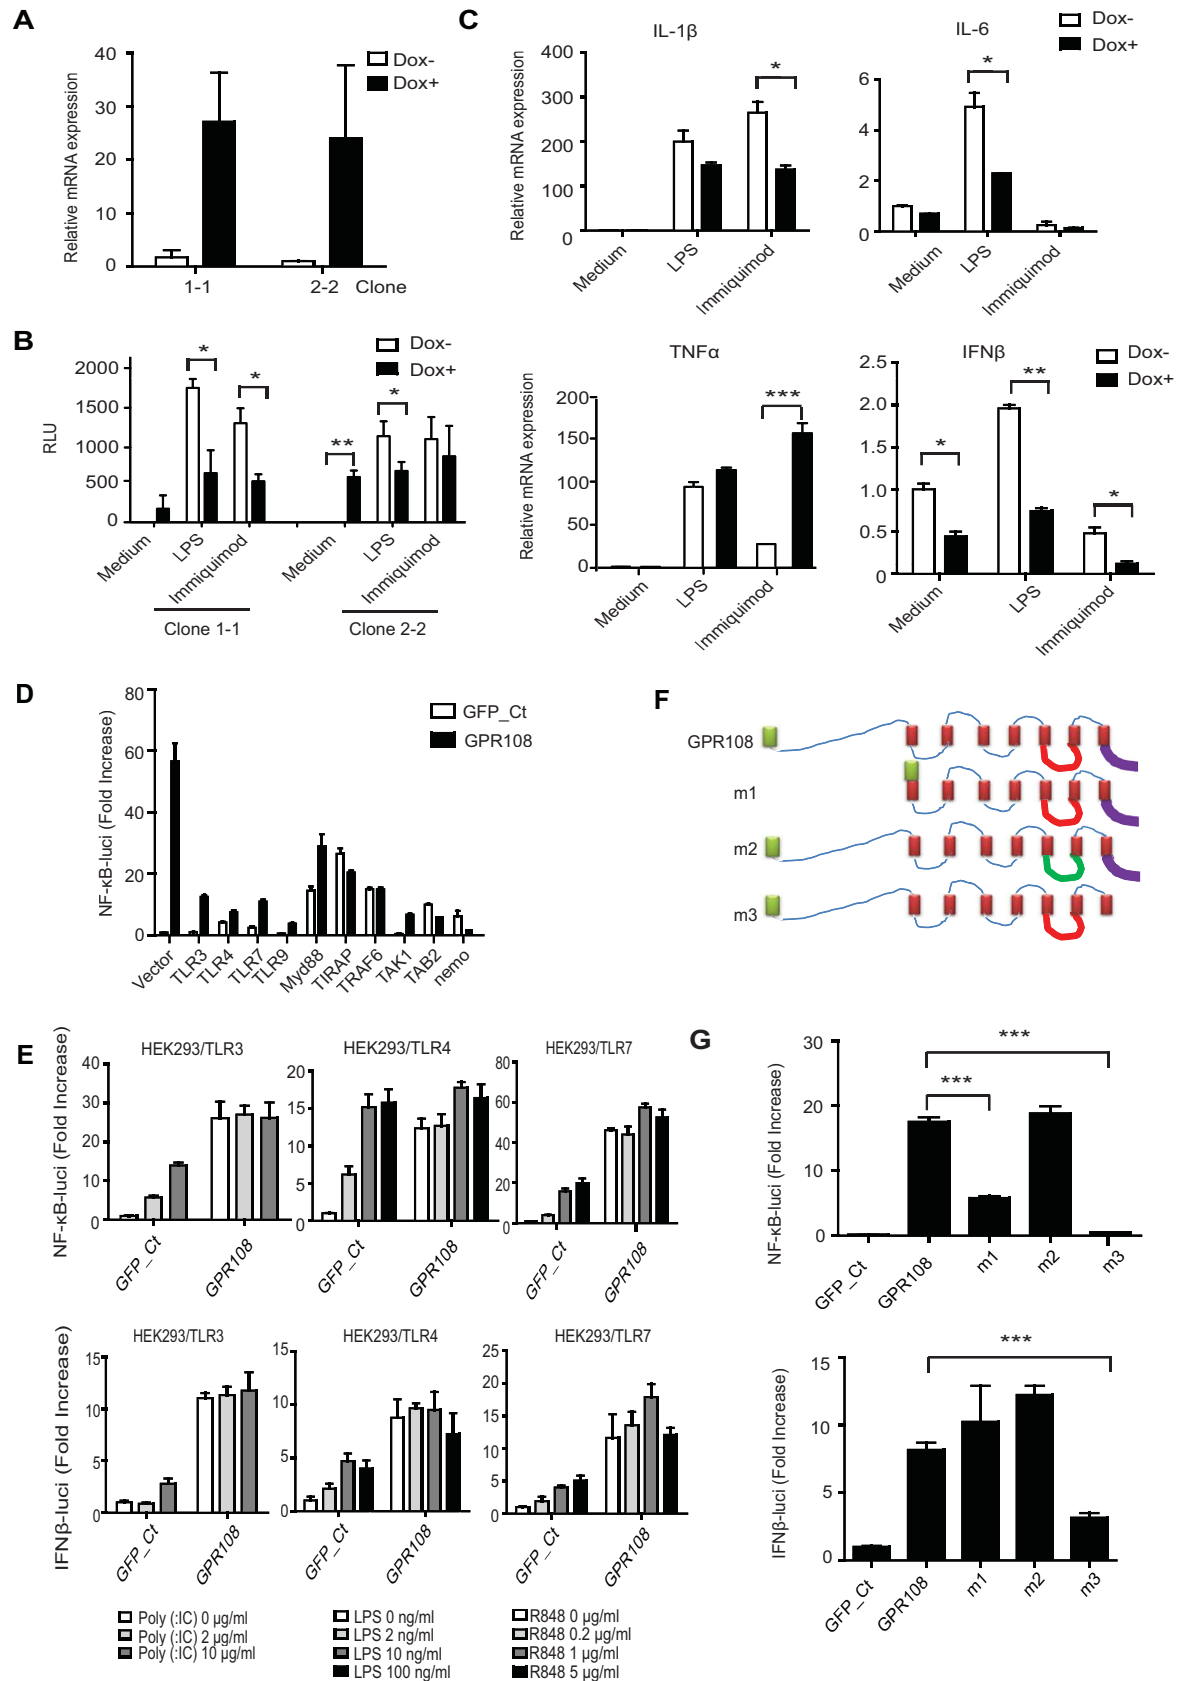 A
Relative mRNA expression
40
30
20
10
0
Dox-
Dox+
1-1
2-2
Clone
B
RLU
2000
1500
1000
500
0
Dox-
Dox+
*
*
**
*
Medium
LPS
Immiquimod
Medium
LPS
Immiquimod
Clone 1-1
Clone 2-2
C
IL-1β
Relative mRNA expression
400
300
200
100
0
*
Medium
LPS
Immiquimod
IL-6
Dox-
Dox+
6
4
2
0
*
Medium
LPS
Immiquimod
TNFα
Relative mRNA expression
200
150
100
50
0
***
Medium
LPS
Immiquimod
IFNβ
Dox-
Dox+
2.5
2.0
1.5
1.0
0.5
0
*
**
*
Medium
LPS
Immiquimod
D
NF-κB-luci (Fold Increase)
80
60
40
20
0
GFP_Ct
GPR108
Vector
TLR3
TLR4
TLR7
TLR9
Myd88
TIRAP
TRAF6
TAK1
TAB2
nemo
F
GPR108
m1
m2
m3
E
NF-κB-luci (Fold Increase)
HEK293/TLR3
40
30
20
10
0
GFP_Ct
GPR108
HEK293/TLR4
20
15
10
5
0
GFP_Ct
GPR108
HEK293/TLR7
80
60
40
20
0
GFP_Ct
GPR108
IFNβ-luci (Fold Increase)
HEK293/TLR3
15
10
5
0
GFP_Ct
GPR108
HEK293/TLR4
15
10
5
0
GFP_Ct
GPR108
HEK293/TLR7
25
20
15
10
5
0
GFP_Ct
GPR108
Poly (:IC) 0 µg/ml
Poly (:IC) 2 µg/ml
Poly (:IC) 10 µg/ml
LPS 0 ng/ml
LPS 2 ng/ml
LPS 10 ng/ml
LPS 100 ng/ml
R848 0 µg/ml
R848 0.2 µg/ml
R848 1 µg/ml
R848 5 µg/ml
G
NF-κB-luci (Fold Increase)
30
20
10
0
***
***
GFP_Ct
GPR108
m1
m2
m3
IFNβ-luci (Fold Increase)
15
10
5
0
***
GFP_Ct
GPR108
m1
m2
m3